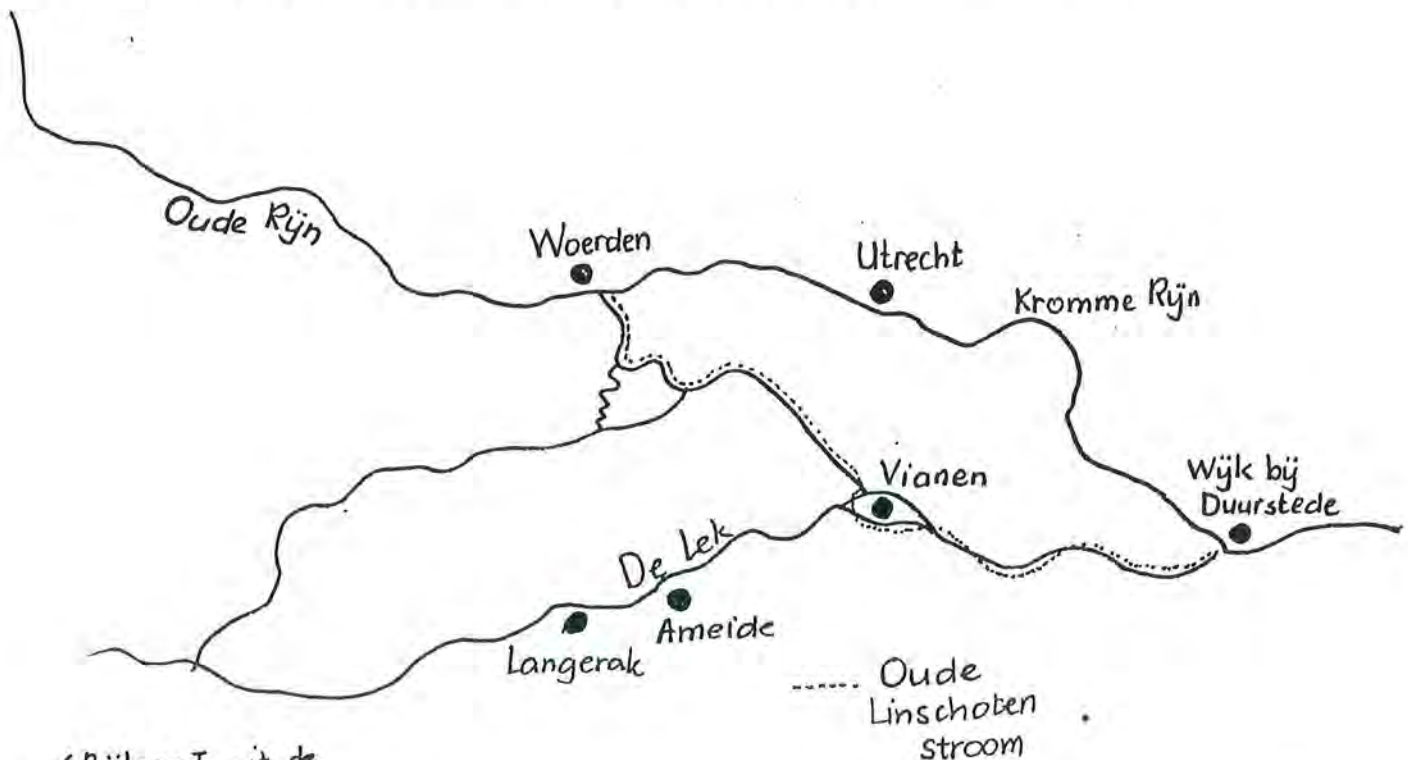 Oude Rijn
Woerden
Utrecht
Kromme Rijn
Vianen
Wijk bij
Duurstede
De Lek
Ameide
Langerak
Oude
Linschoten
stroom